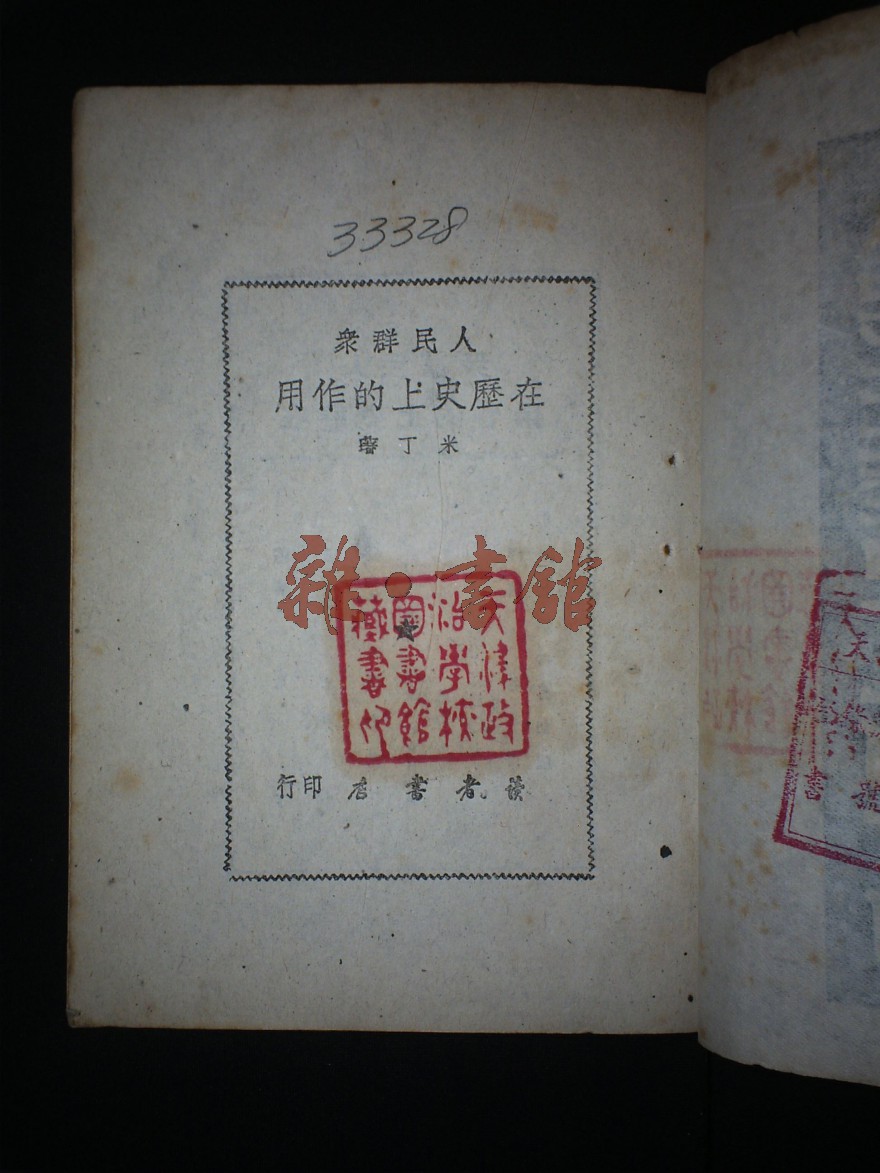 33328
人民群衆
在歷史上的作用
米丁著
雜·書館
天津政
治學校
圖書館
藏書印
读者書店印行